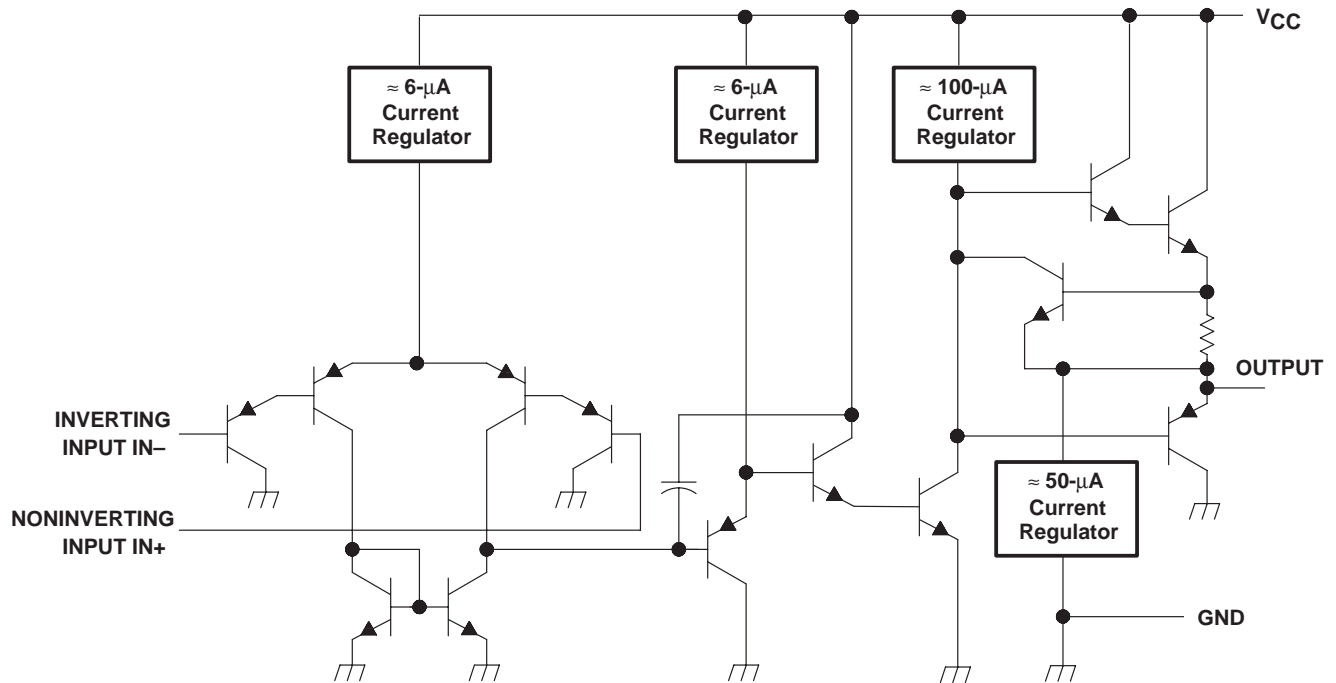 VCC
≈ 6-μA
Current
Regulator
≈ 6-μA
Current
Regulator
≈ 100-μA
Current
Regulator
OUTPUT
INVERTING
INPUT IN–
≈ 50-μA
Current
Regulator
NONINVERTING
INPUT IN+
GND